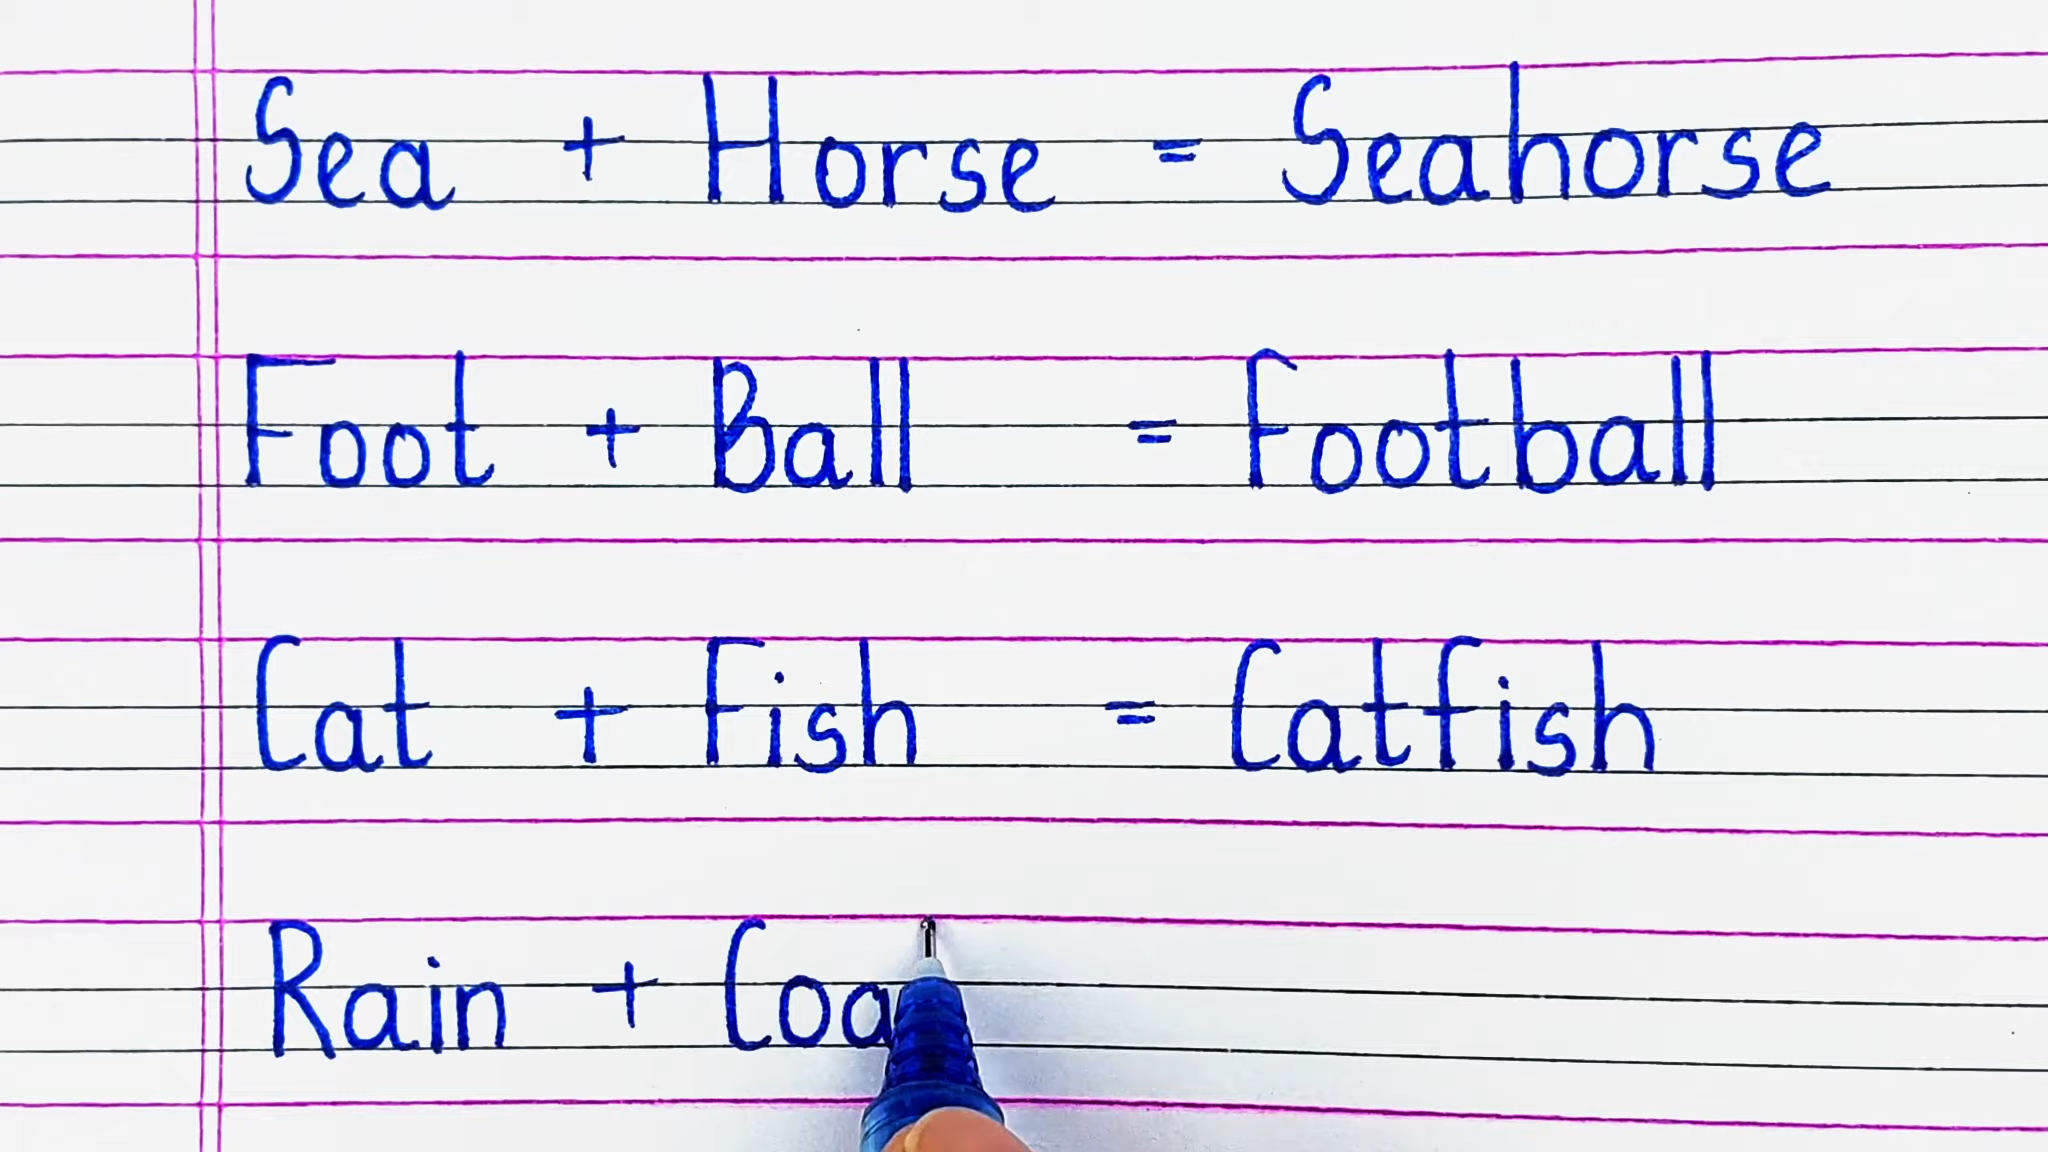 Sea + Horse = Seahorse
Foot + Ball = Football
Cat + Fish = Catfish
Rain + Coa